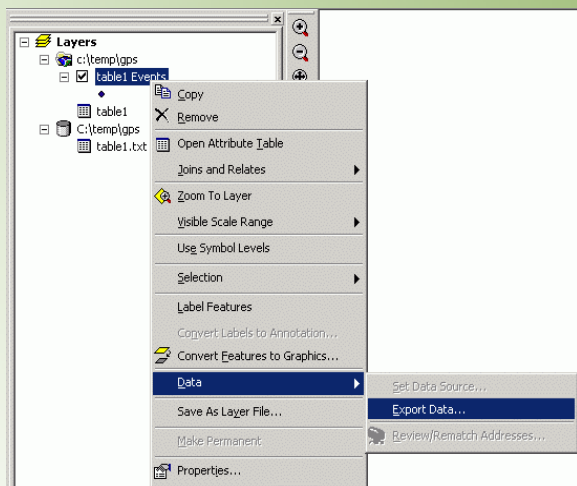 Layers
c:\temp\gps
table1 Events
table1
C:\temp\gps
table1.txt
Copy
Remove
Open Attribute Table
Joins and Relates
Zoom To Layer
Visible Scale Range
Use Symbol Levels
Selection
Label Features
Convert Labels to Annotation...
Convert Features to Graphics...
Data
Set Data Source...
Export Data...
Review/Rematch Addresses...
Save As Layer File...
Make Permanent
Properties...